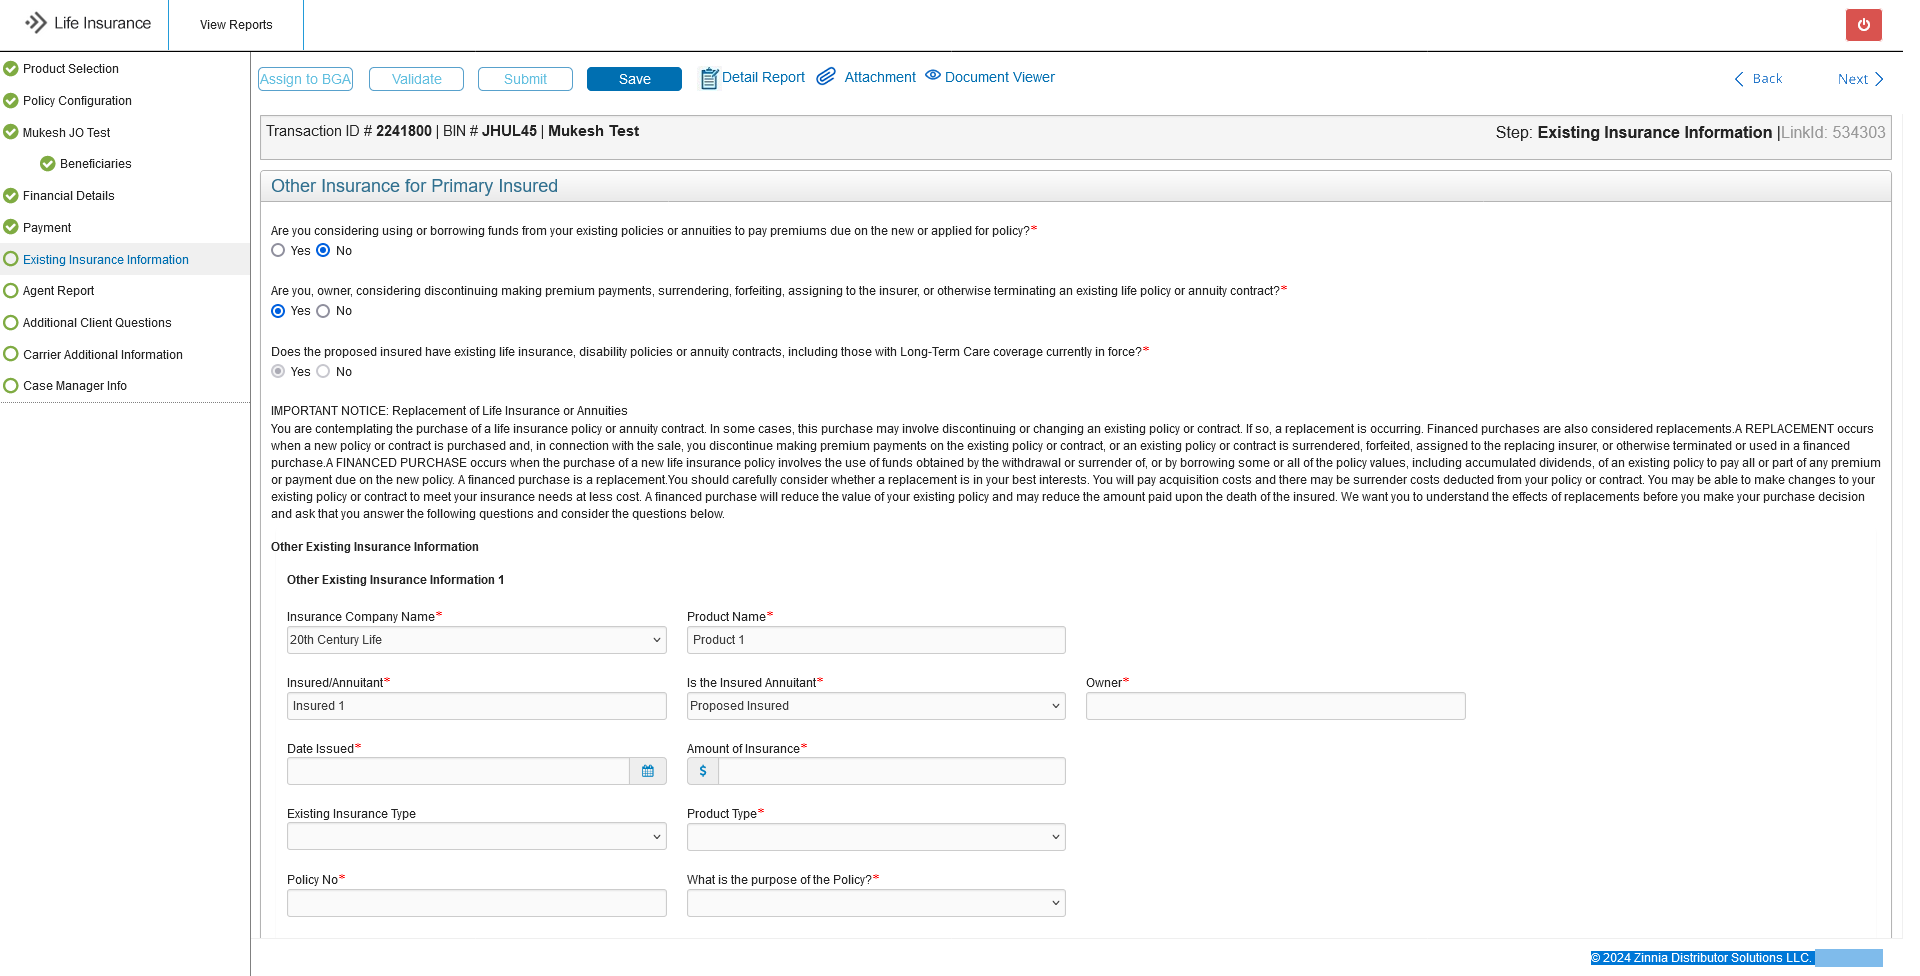 Life Insurance
View Reports
Product Selection
Policy Configuration
Mukesh JO Test
Beneficiaries
Financial Details
Payment
Existing Insurance Information
Agent Report
Additional Client Questions
Carrier Additional Information
Case Manager Info
Assign to BGA Validate Submit Save Detail Report Attachment Document Viewer Back Next
Transaction ID # 2241800 | BIN # JHUL45 | Mukesh Test
Step: Existing Insurance Information |LinkId: 534303
Other Insurance for Primary Insured
Are you considering using or borrowing funds from your existing policies or annuities to pay premiums due on the new or applied for policy?*
Yes No
Are you, owner, considering discontinuing making premium payments, surrendering, forfeiting, assigning to the insurer, or otherwise terminating an existing life policy or annuity contract?*
Yes No
Does the proposed insured have existing life insurance, disability policies or annuity contracts, including those with Long-Term Care coverage currently in force?*
Yes No
IMPORTANT NOTICE: Replacement of Life Insurance or Annuities
You are contemplating the purchase of a life insurance policy or annuity contract. In some cases, this purchase may involve discontinuing or changing an existing policy or contract. If so, a replacement is occurring. Financed purchases are also considered replacements.A REPLACEMENT occurs
when a new policy or contract is purchased and, in connection with the sale, you discontinue making premium payments on the existing policy or contract, or an existing policy or contract is surrendered, forfeited, assigned to the replacing insurer, or otherwise terminated or used in a financed
purchase.A FINANCED PURCHASE occurs when the purchase of a new life insurance policy involves the use of funds obtained by the withdrawal or surrender of, or by borrowing some or all of the policy values, including accumulated dividends, of an existing policy to pay all or part of any premium
or payment due on the new policy. A financed purchase is a replacement.You should carefully consider whether a replacement is in your best interests. You will pay acquisition costs and there may be surrender costs deducted from your policy or contract. You may be able to make changes to your
existing policy or contract to meet your insurance needs at less cost. A financed purchase will reduce the value of your existing policy and may reduce the amount paid upon the death of the insured. We want you to understand the effects of replacements before you make your purchase decision
and ask that you answer the following questions and consider the questions below.
Other Existing Insurance Information
Other Existing Insurance Information 1
Insurance Company Name* Product Name*
20th Century Life Product 1
Insured/Annuitant* Is the Insured Annuitant* Owner*
Insured 1 Proposed Insured
Date Issued* Amount of Insurance*
$
Existing Insurance Type Product Type*
Policy No* What is the purpose of the Policy?*
© 2024 Zinnia Distributor Solutions LLC.